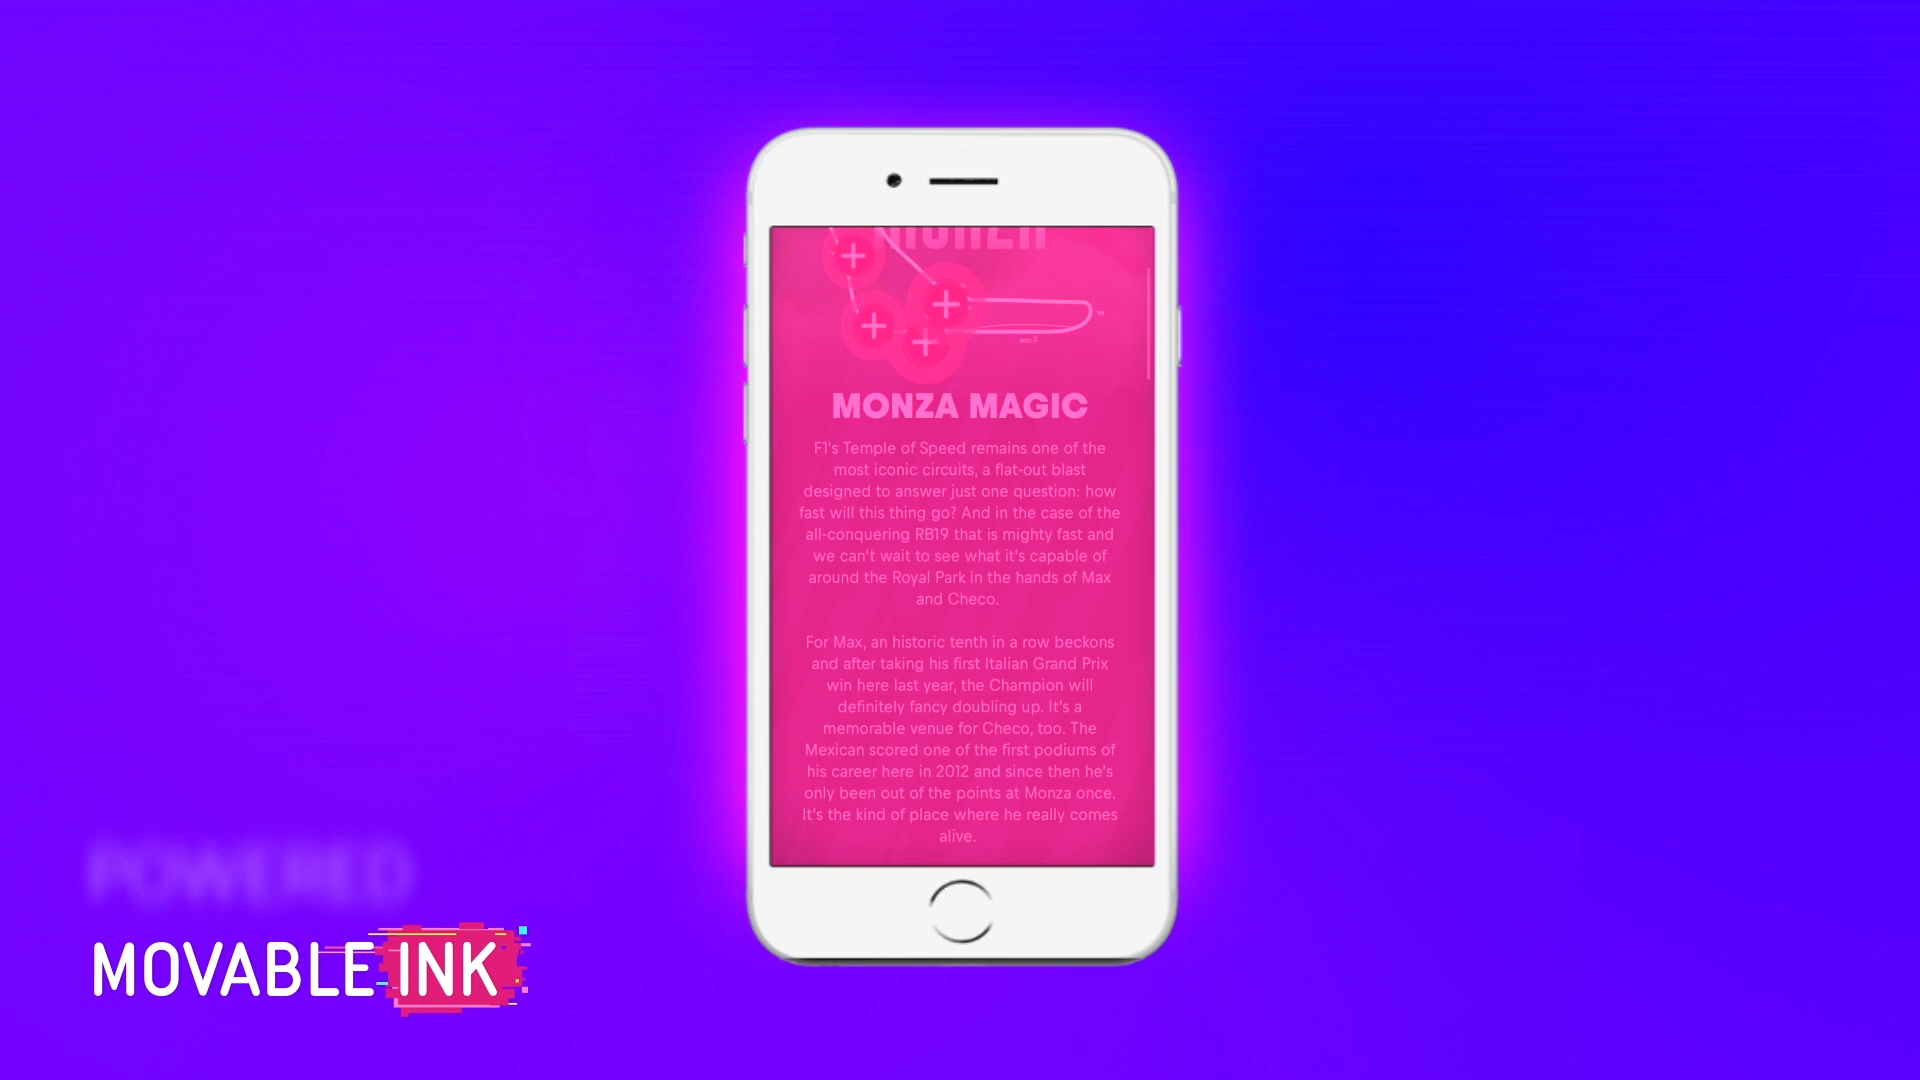 MONZA MAGIC
F1's Temple of Speed remains one of the
most iconic circuits, a flat-out blast
designed to answer just one question: how
fast will this thing go? And in the case of the
all-conquering RB19 that is mighty fast and
we can't wait to see what it's capable of
around the Royal Park in the hands of Max
and Checo.
For Max, an historic tenth in a row beckons
and after taking his first Italian Grand Prix
win here last year, the Champion will
definitely fancy doubling up. It's a
memorable venue for Checo, too. The
Mexican scored one of the first podiums of
his career here in 2012 and since then he's
only been out of the points at Monza once.
It's the kind of place where he really comes
alive.
POWERED
MOVABLE INK